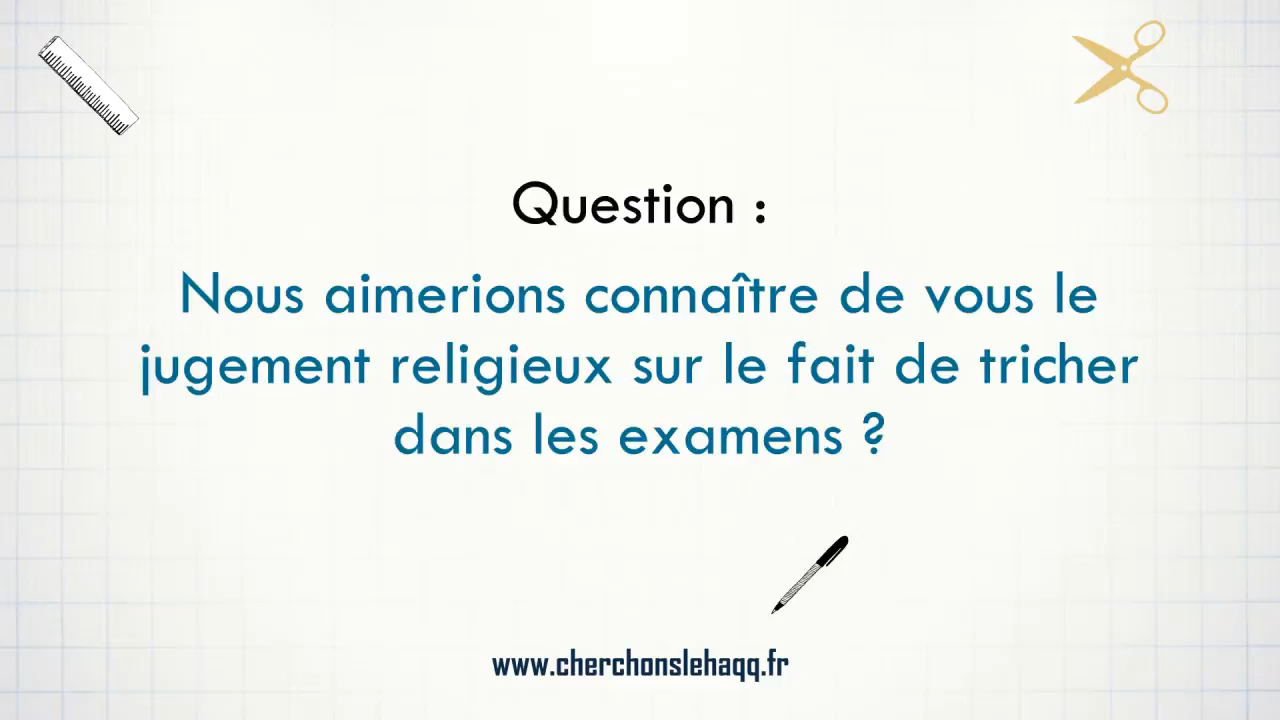 Question :
Nous aimerions connaître de vous le
jugement religieux sur le fait de tricher
dans les examens ?
www.cherchonslehaqq.fr